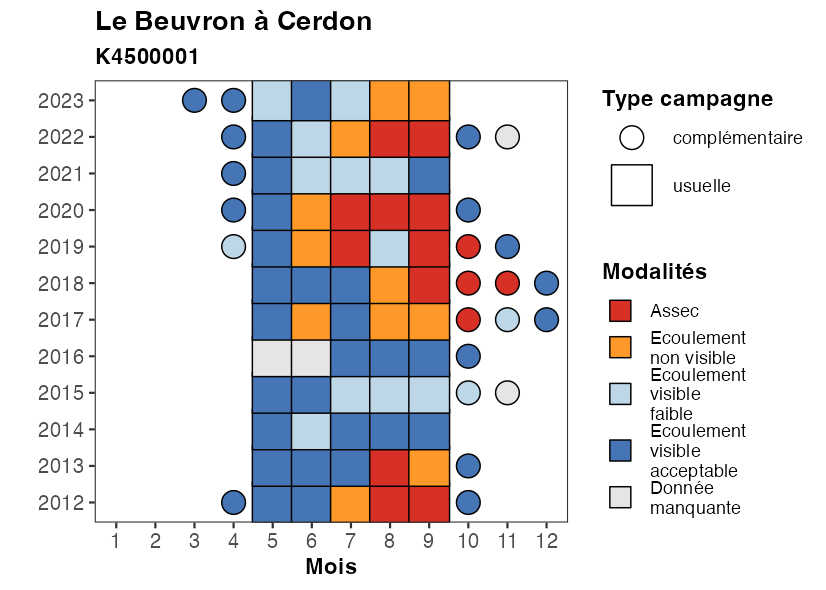 Le Beuvron à Cerdon
K4500001
2023
2022
2021
2020
2019
2018
2017
2016
2015
2014
2013
2012
1 2 3 4 5 6 7 8 9 10 11 12
Mois
Type campagne
complémentaire
usuelle
Modalités
Assec
Ecoulement
non visible
Ecoulement
visible
faible
Ecoulement
visible
acceptable
Donnée
manquante